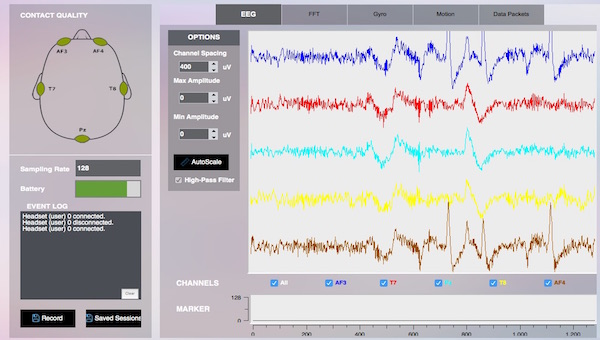 CONTACT QUALITY
AF3 AF4
T7 T8
Pz
Sampling Rate 128
Battery
EVENT LOG
Headset (user) 0 connected.
Headset (user) 0 disconnected.
Headset (user) 0 connected.
Clear
Record Saved Sessions
EEG FFT Gyro Motion Data Packets
OPTIONS
Channel Spacing
400 uV
Max Amplitude
0 uV
Min Amplitude
0 uV
AutoScale
High-Pass Filter
CHANNELS All AF3 T7 T8 AF4
MARKER
128
0
0 200 400 600 800 1 000 1 200